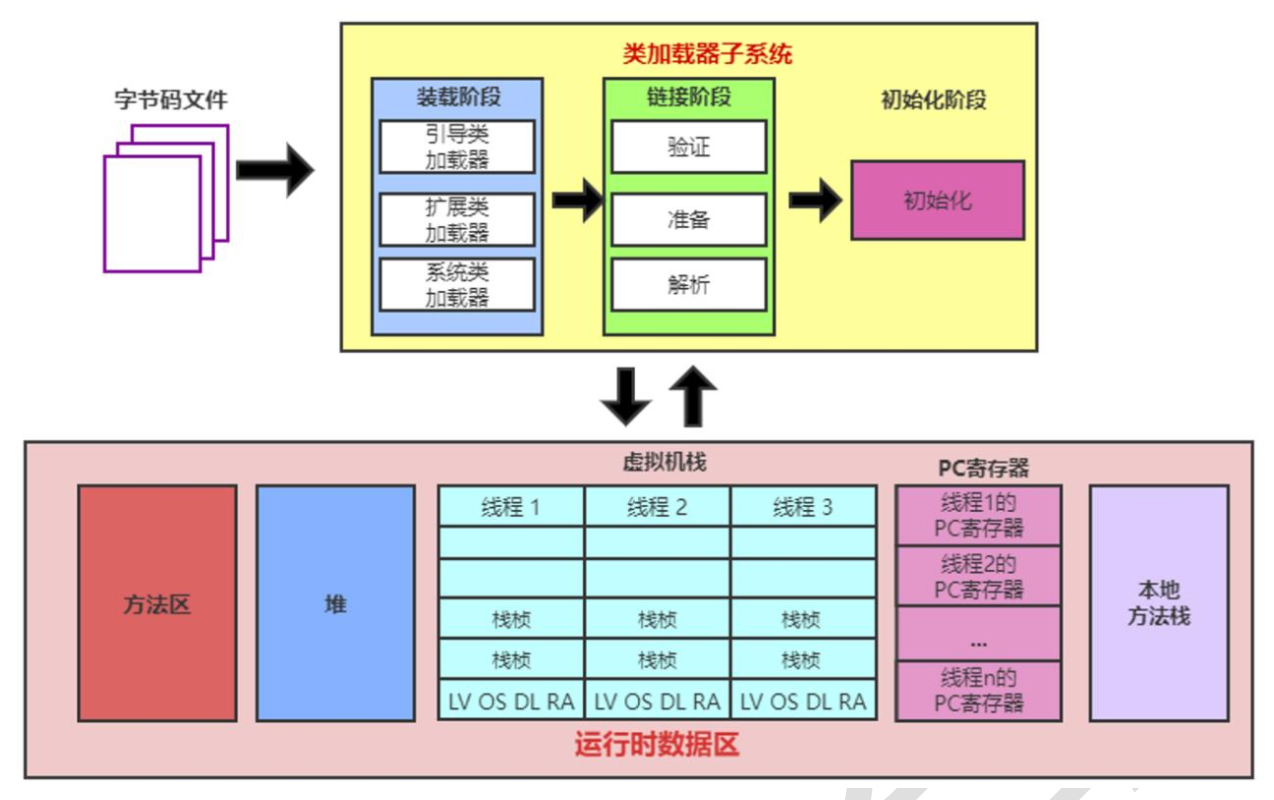 类加载器子系统
字节码文件
装载阶段
引导类
加载器
扩展类
加载器
系统类
加载器
链接阶段
验证
准备
解析
初始化阶段
初始化
方法区
堆
虚拟机栈
线程 1 线程 2 线程 3
栈桢 栈桢 栈桢
栈桢 栈桢 栈桢
LV OS DL RA LV OS DL RA LV OS DL RA
PC寄存器
线程1的
PC寄存器
线程2的
PC寄存器
...
线程n的
PC寄存器
本地
方法栈
运行时数据区